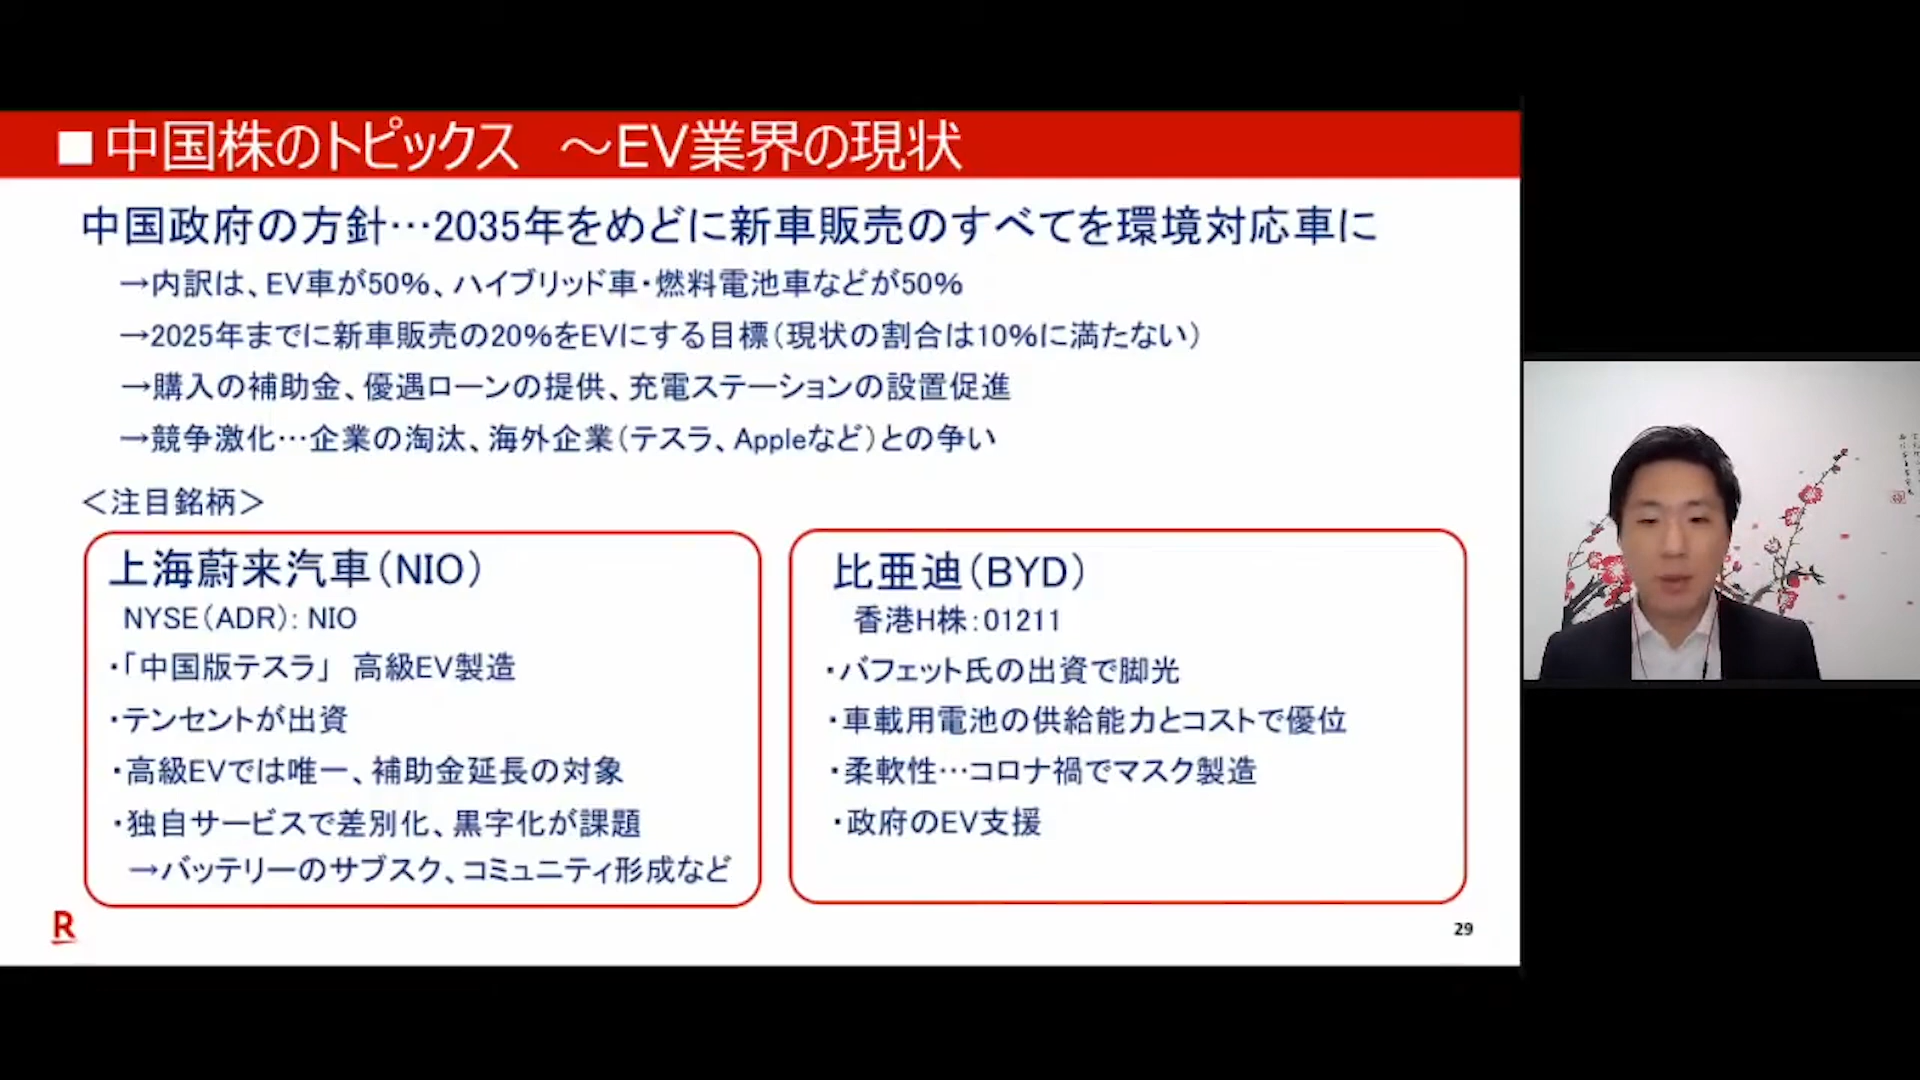 ■中国株のトピックス ～EV業界の現状
中国政府の方針…2035年をめどに新車販売のすべてを環境対応車に
→内訳は、EV車が50%、ハイブリッド車・燃料電池車などが50%
→2025年までに新車販売の20%をEVにする目標（現状の割合は10%に満たない）
→購入の補助金、優遇ローンの提供、充電ステーションの設置促進
→競争激化…企業の淘汰、海外企業（テスラ、Appleなど）との争い
＜注目銘柄＞
上海蔚来汽車（NIO）
NYSE（ADR）：NIO
・「中国版テスラ」 高級EV製造
・テンセントが出資
・高級EVでは唯一、補助金延長の対象
・独自サービスで差別化、黒字化が課題
→バッテリーのサブスク、コミュニティ形成など
比亜迪（BYD）
香港H株：01211
・バフェット氏の出資で脚光
・車載用電池の供給能力とコストで優位
・柔軟性…コロナ禍でマスク製造
・政府のEV支援
R
29